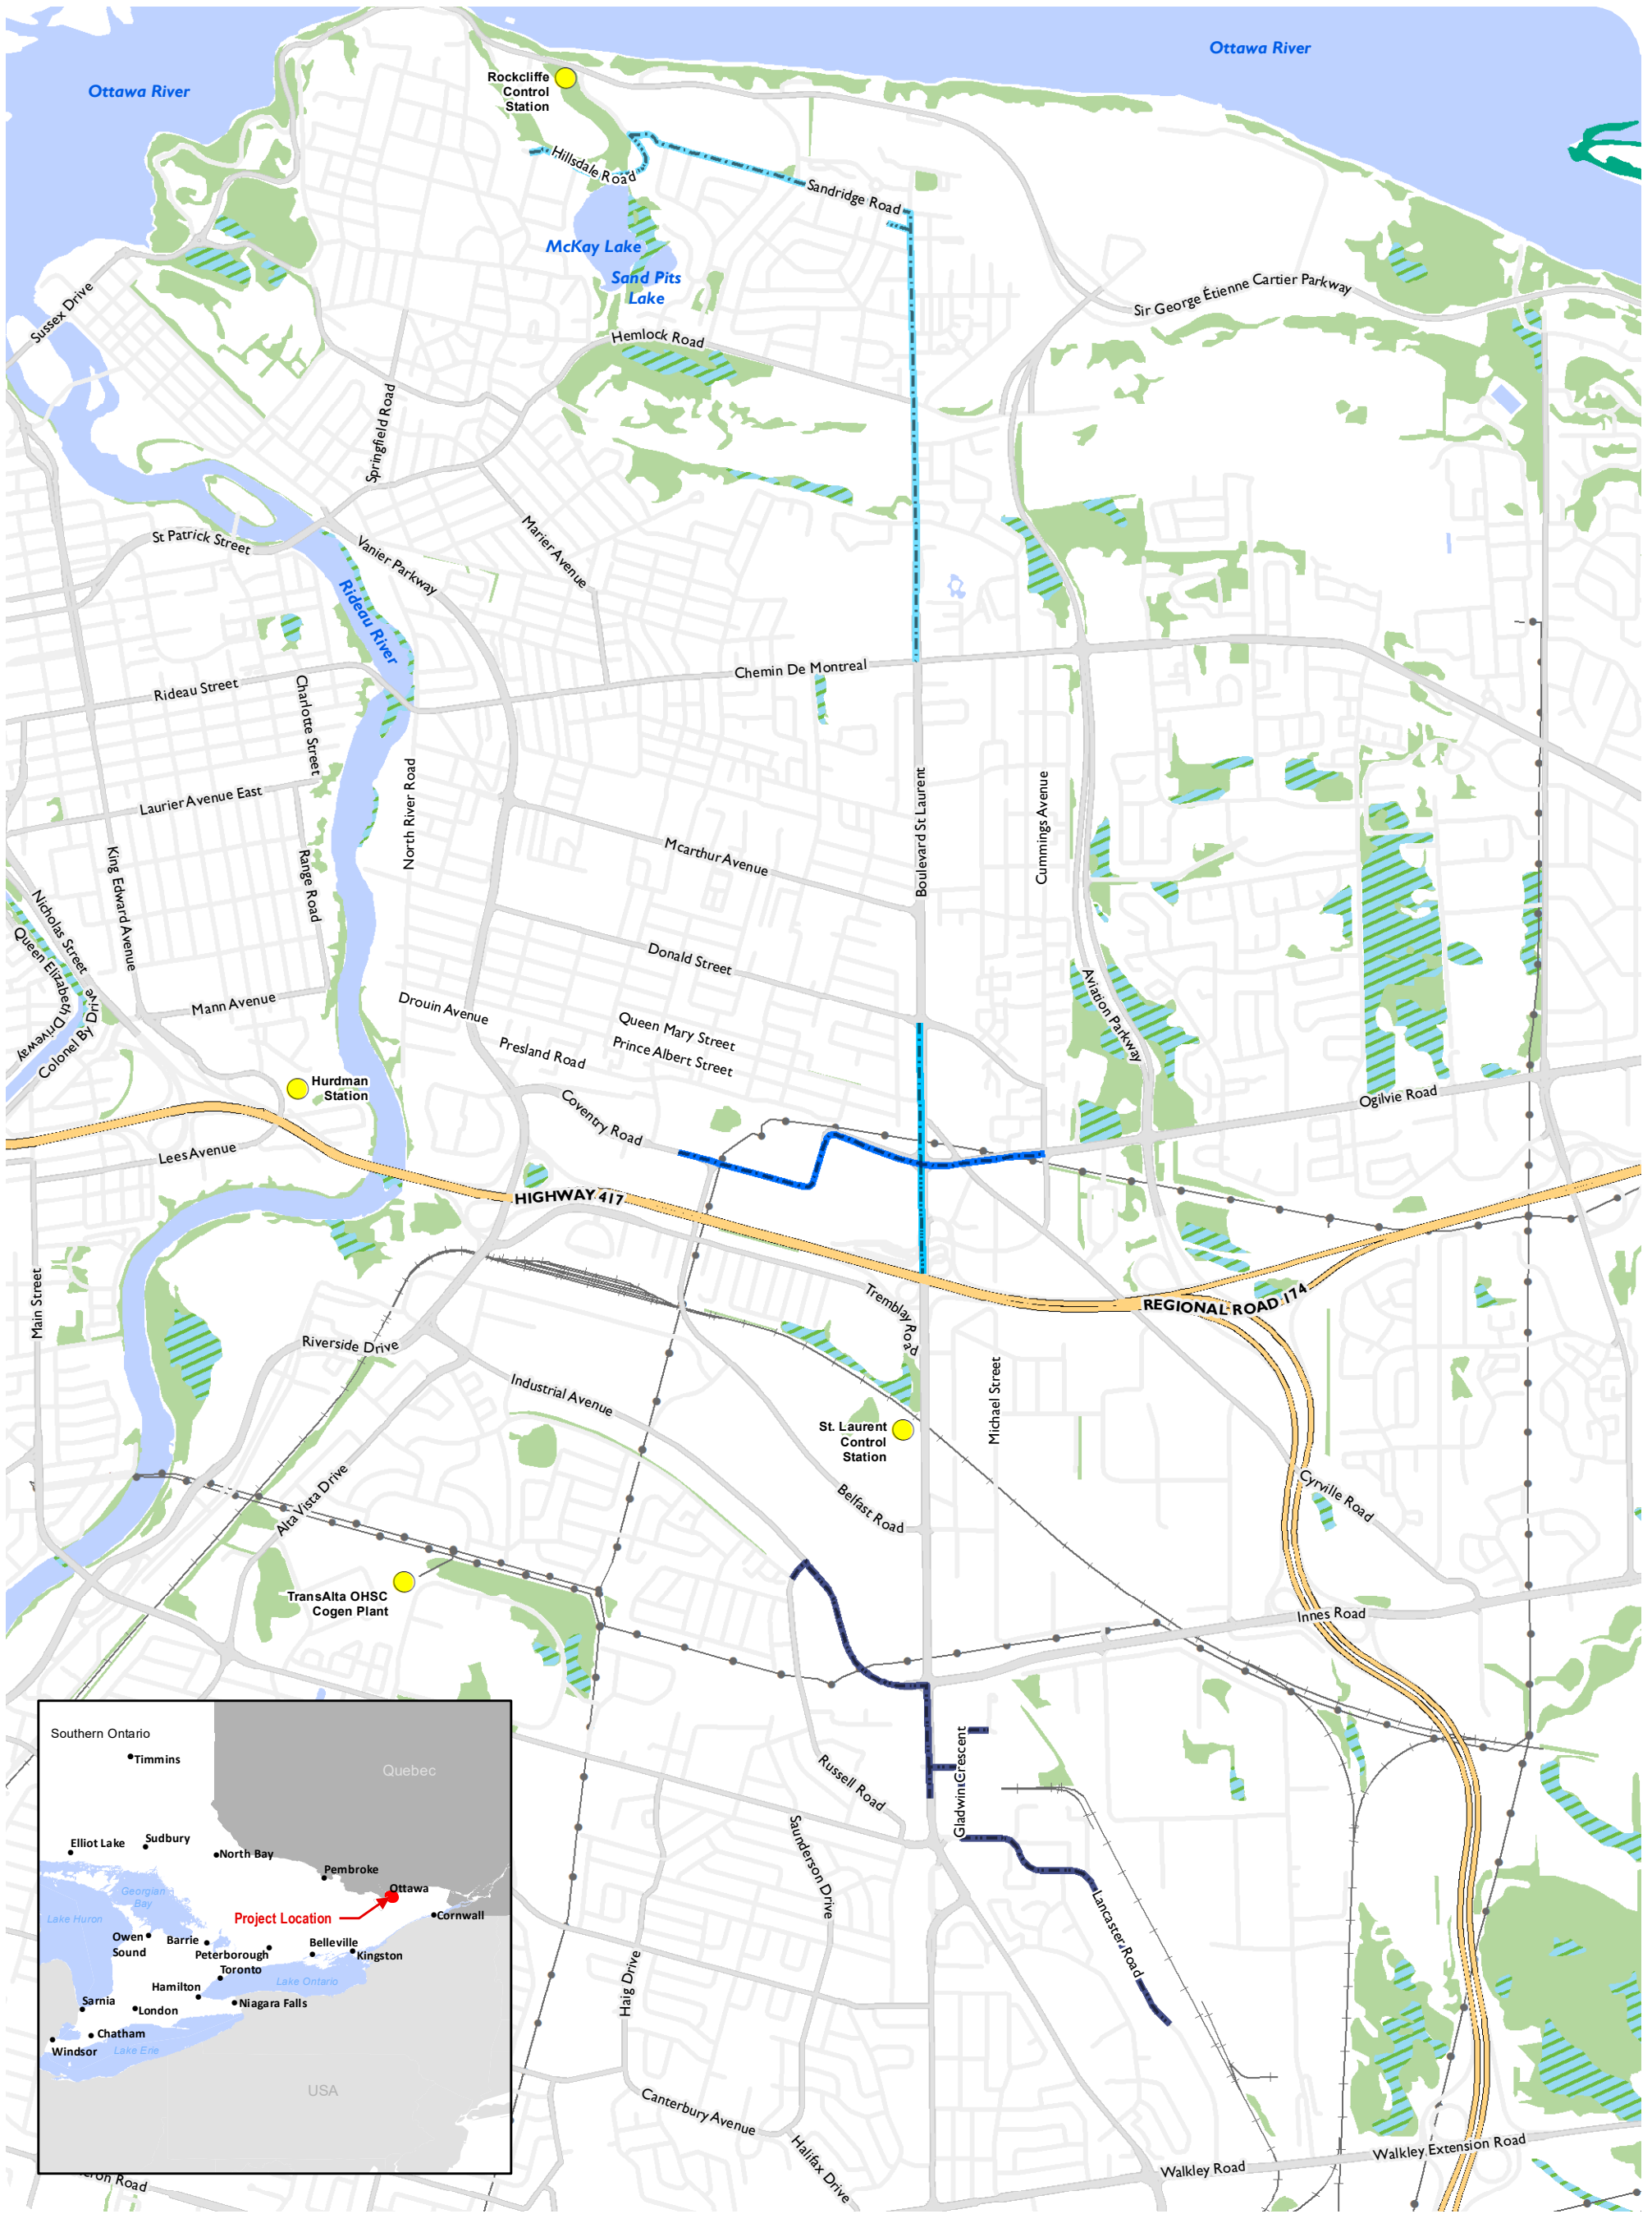 Ottawa River
Ottawa River
Rockcliffe
Control
Station
Hillsdale Road
Sandridge Road
McKay Lake
Sand Pits
Lake
Sussex Drive
Sir George Étienne Cartier Parkway
Hemlock Road
Springfield Road
St Patrick Street
Vanier Parkway
Marier Avenue
Rideau River
Chemin De Montreal
Rideau Street
Charlotte Street
Laurier Avenue East
North River Road
Boulevard St Laurent
Cummings Avenue
Mcarthur Avenue
King Edward Avenue
Range Road
Nicholas Street
Queen Elizabeth Driveway
Colonel By Drive
Donald Street
Mann Avenue
Drouin Avenue
Aviation Parkway
Queen Mary Street
Prince Albert Street
Presland Road
Hurdman
Station
Coventry Road
Ogilvie Road
Lees Avenue
HIGHWAY 417
Main Street
Tremblay Road
REGIONAL ROAD 174
Riverside Drive
Industrial Avenue
Michael Street
St. Laurent
Control
Station
Alta Vista Drive
Belfast Road
Cyrville Road
TransAlta OHSC
Cogen Plant
Innes Road
Russell Road
Gladwin Crescent
Saunderson Drive
Lancaster Road
Haig Drive
Canterbury Avenue
Halifax Drive
Walkley Road
Walkley Extension Road
eron Road
Southern Ontario
Timmins
Quebec
Elliot Lake
Sudbury
North Bay
Pembroke
Ottawa
Georgian
Bay
Lake Huron
Project Location
Cornwall
Owen
Sound
Barrie
Peterborough
Belleville
Kingston
Toronto
Hamilton
Lake Ontario
Sarnia
London
Niagara Falls
Chatham
Windsor
Lake Erie
USA